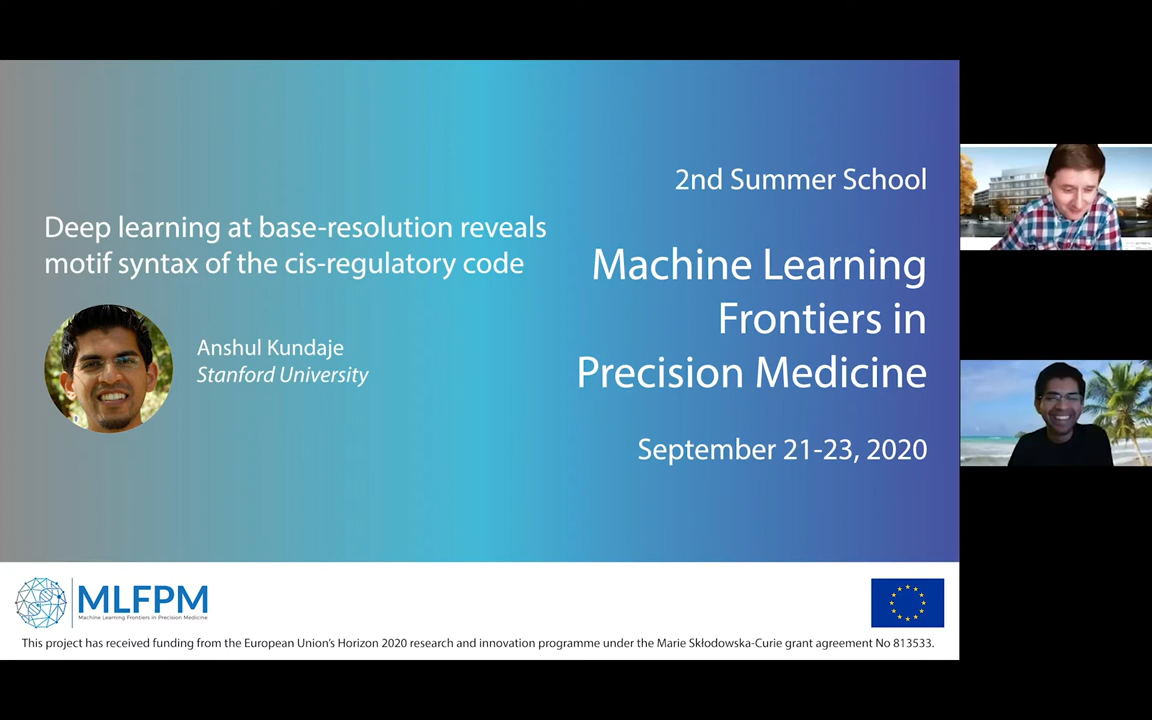 2nd Summer School
Deep learning at base-resolution reveals
motif syntax of the cis-regulatory code
Machine Learning
Frontiers in
Precision Medicine
Anshul Kundaje
Stanford University
September 21-23, 2020
MLFPM
Machine Learning Frontiers in Precision Medicine
This project has received funding from the European Union's Horizon 2020 research and innovation programme under the Marie Skłodowska-Curie grant agreement No 813533.